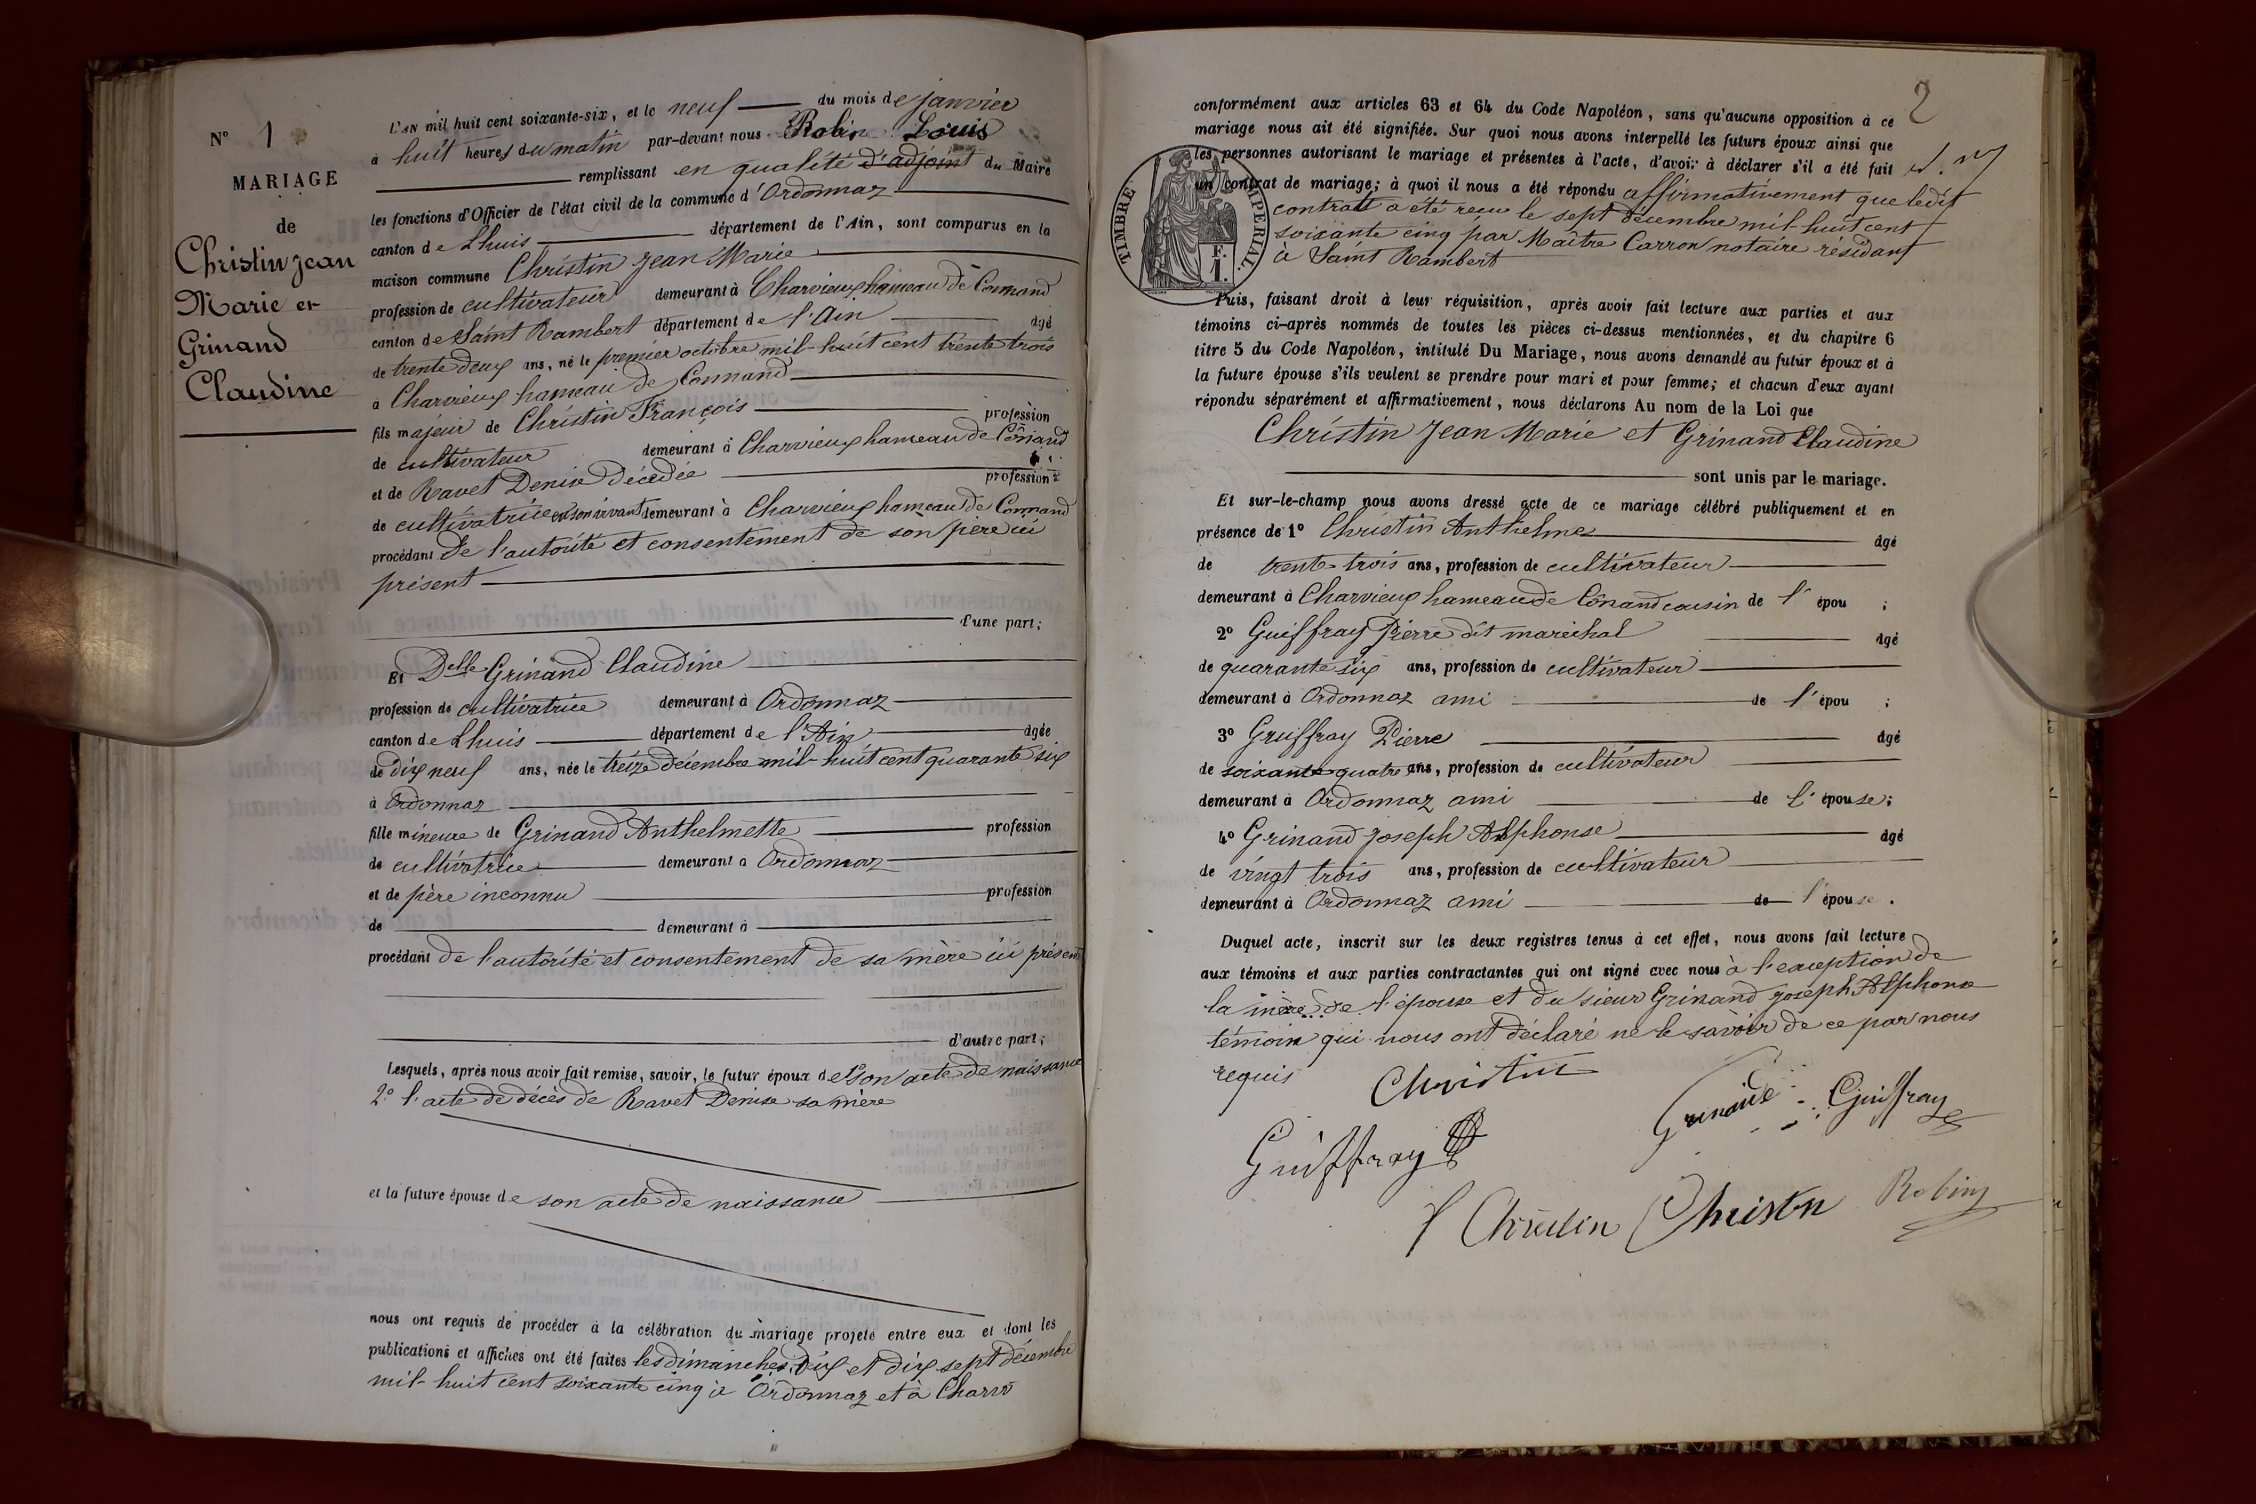 N° 1
MARIAGE
de
Christin Jean
Marie et
Grinand
Claudine
L'AN mil huit cent soixante-six, et le neuf du mois de janvier
à huit heures du matin par-devant nous Robin Louis
remplissant en qualité d'adjoint du Maire
les fonctions d'Officier de l'état civil de la commune d'Ordonnaz
canton de Lhuis département de l'Ain, sont comparus en la
maison commune Christin Jean Marie
profession de cultivateur demeurant à Charvieux hameau de Connand
canton de Saint Rambert département de l'Ain âgé
de trente deux ans, né le premier octobre mil-huit cent trente trois
à Charvieux hameau de Connand
fils majeur de Christin François profession
de cultivateur demeurant à Charvieux hameau de Cônand
et de Ravet Denise décédée profession
de cultivatrice en son vivant demeurant à Charvieux hameau de Connand
procédant de l'autorité et consentement de son père ici
présent
d'une part;
Et Delle Grinand Claudine
profession de cultivatrice demeurant à Ordonnaz
canton de Lhuis département de l'Ain âgée
de dix neuf ans, née le treize décembre mil-huit cent quarante six
à Ordonnaz
fille mineure de Grinand Anthelmette profession
de cultivatrice demeurant à Ordonnaz
et de père inconnu profession
de demeurant à
procédant de l'autorité et consentement de sa mère ici présent
d'autre part;
Lesquels, après nous avoir fait remise, savoir, le futur époux de 1° son acte de naissance
2° l'acte de décès de Ravet Denise sa mère
et la future épouse de son acte de naissance
nous ont requis de procéder à la célébration du mariage projeté entre eux et dont les
publications et affiches ont été faites les dimanches dix et dix sept décembre
mil-huit cent soixante cinq à Ordonnaz et à Charvi
2
conformément aux articles 63 et 64 du Code Napoléon, sans qu'aucune opposition à ce
mariage nous ait été signifiée. Sur quoi nous avons interpellé les futurs époux ainsi que
les personnes autorisant le mariage et présentes à l'acte, d'avoir à déclarer s'il a été fait
un contrat de mariage; à quoi il nous a été répondu affirmativement que ledit
contrat a été reçu le sept décembre mil-huit cent
soixante cinq par Maître Carron notaire résidant
à Saint Rambert
TIMBRE IMPERIAL.
F.
1.
Puis, faisant droit à leur réquisition, après avoir fait lecture aux parties et aux
témoins ci-après nommés de toutes les pièces ci-dessus mentionnées, et du chapitre 6
titre 5 du Code Napoléon, intitulé Du Mariage, nous avons demandé au futur époux et à
la future épouse s'ils veulent se prendre pour mari et pour femme; et chacun d'eux ayant
répondu séparément et affirmativement, nous déclarons Au nom de la Loi que
Christin Jean Marie et Grinand Claudine
sont unis par le mariage.
Et sur-le-champ nous avons dressé acte de ce mariage célébré publiquement et en
présence de 1° Christin Anthelme âgé
de trente-trois ans, profession de cultivateur
demeurant à Charvieux hameau de Cônand cousin de l'épou ;
2° Guiffray Pierre dit maréchal âgé
de quarante six ans, profession de cultivateur
demeurant à Ordonnaz ami de l'épou ;
3° Guiffray Pierre âgé
de soixante quatre ans, profession de cultivateur
demeurant à Ordonnaz ami de l'épouse;
4° Grinand Joseph Alphonse âgé
de vingt trois ans, profession de cultivateur
demeurant à Ordonnaz ami de l'épouse.
Duquel acte, inscrit sur les deux registres tenus à cet effet, nous avons fait lecture
aux témoins et aux parties contractantes qui ont signé avec nous à l'exception de
la mère de l'épouse et du sieur Grinand Joseph Alphonse
témoin qui nous ont déclaré ne le savoir de ce par nous
requis
Christin
Grinand Guiffray
Guiffray
Christin Christin Robin